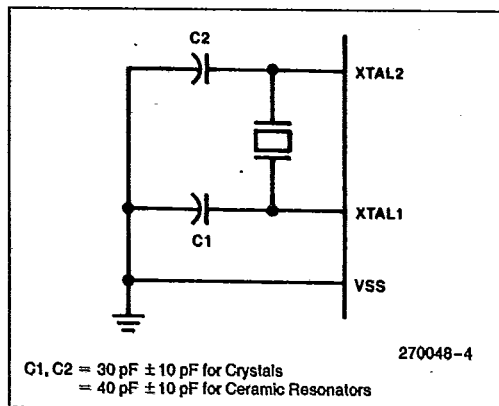 C2
XTAL2
C1
XTAL1
VSS
270048-4
C1, C2 = 30 pF ±10 pF for Crystals
= 40 pF ±10 pF for Ceramic Resonators